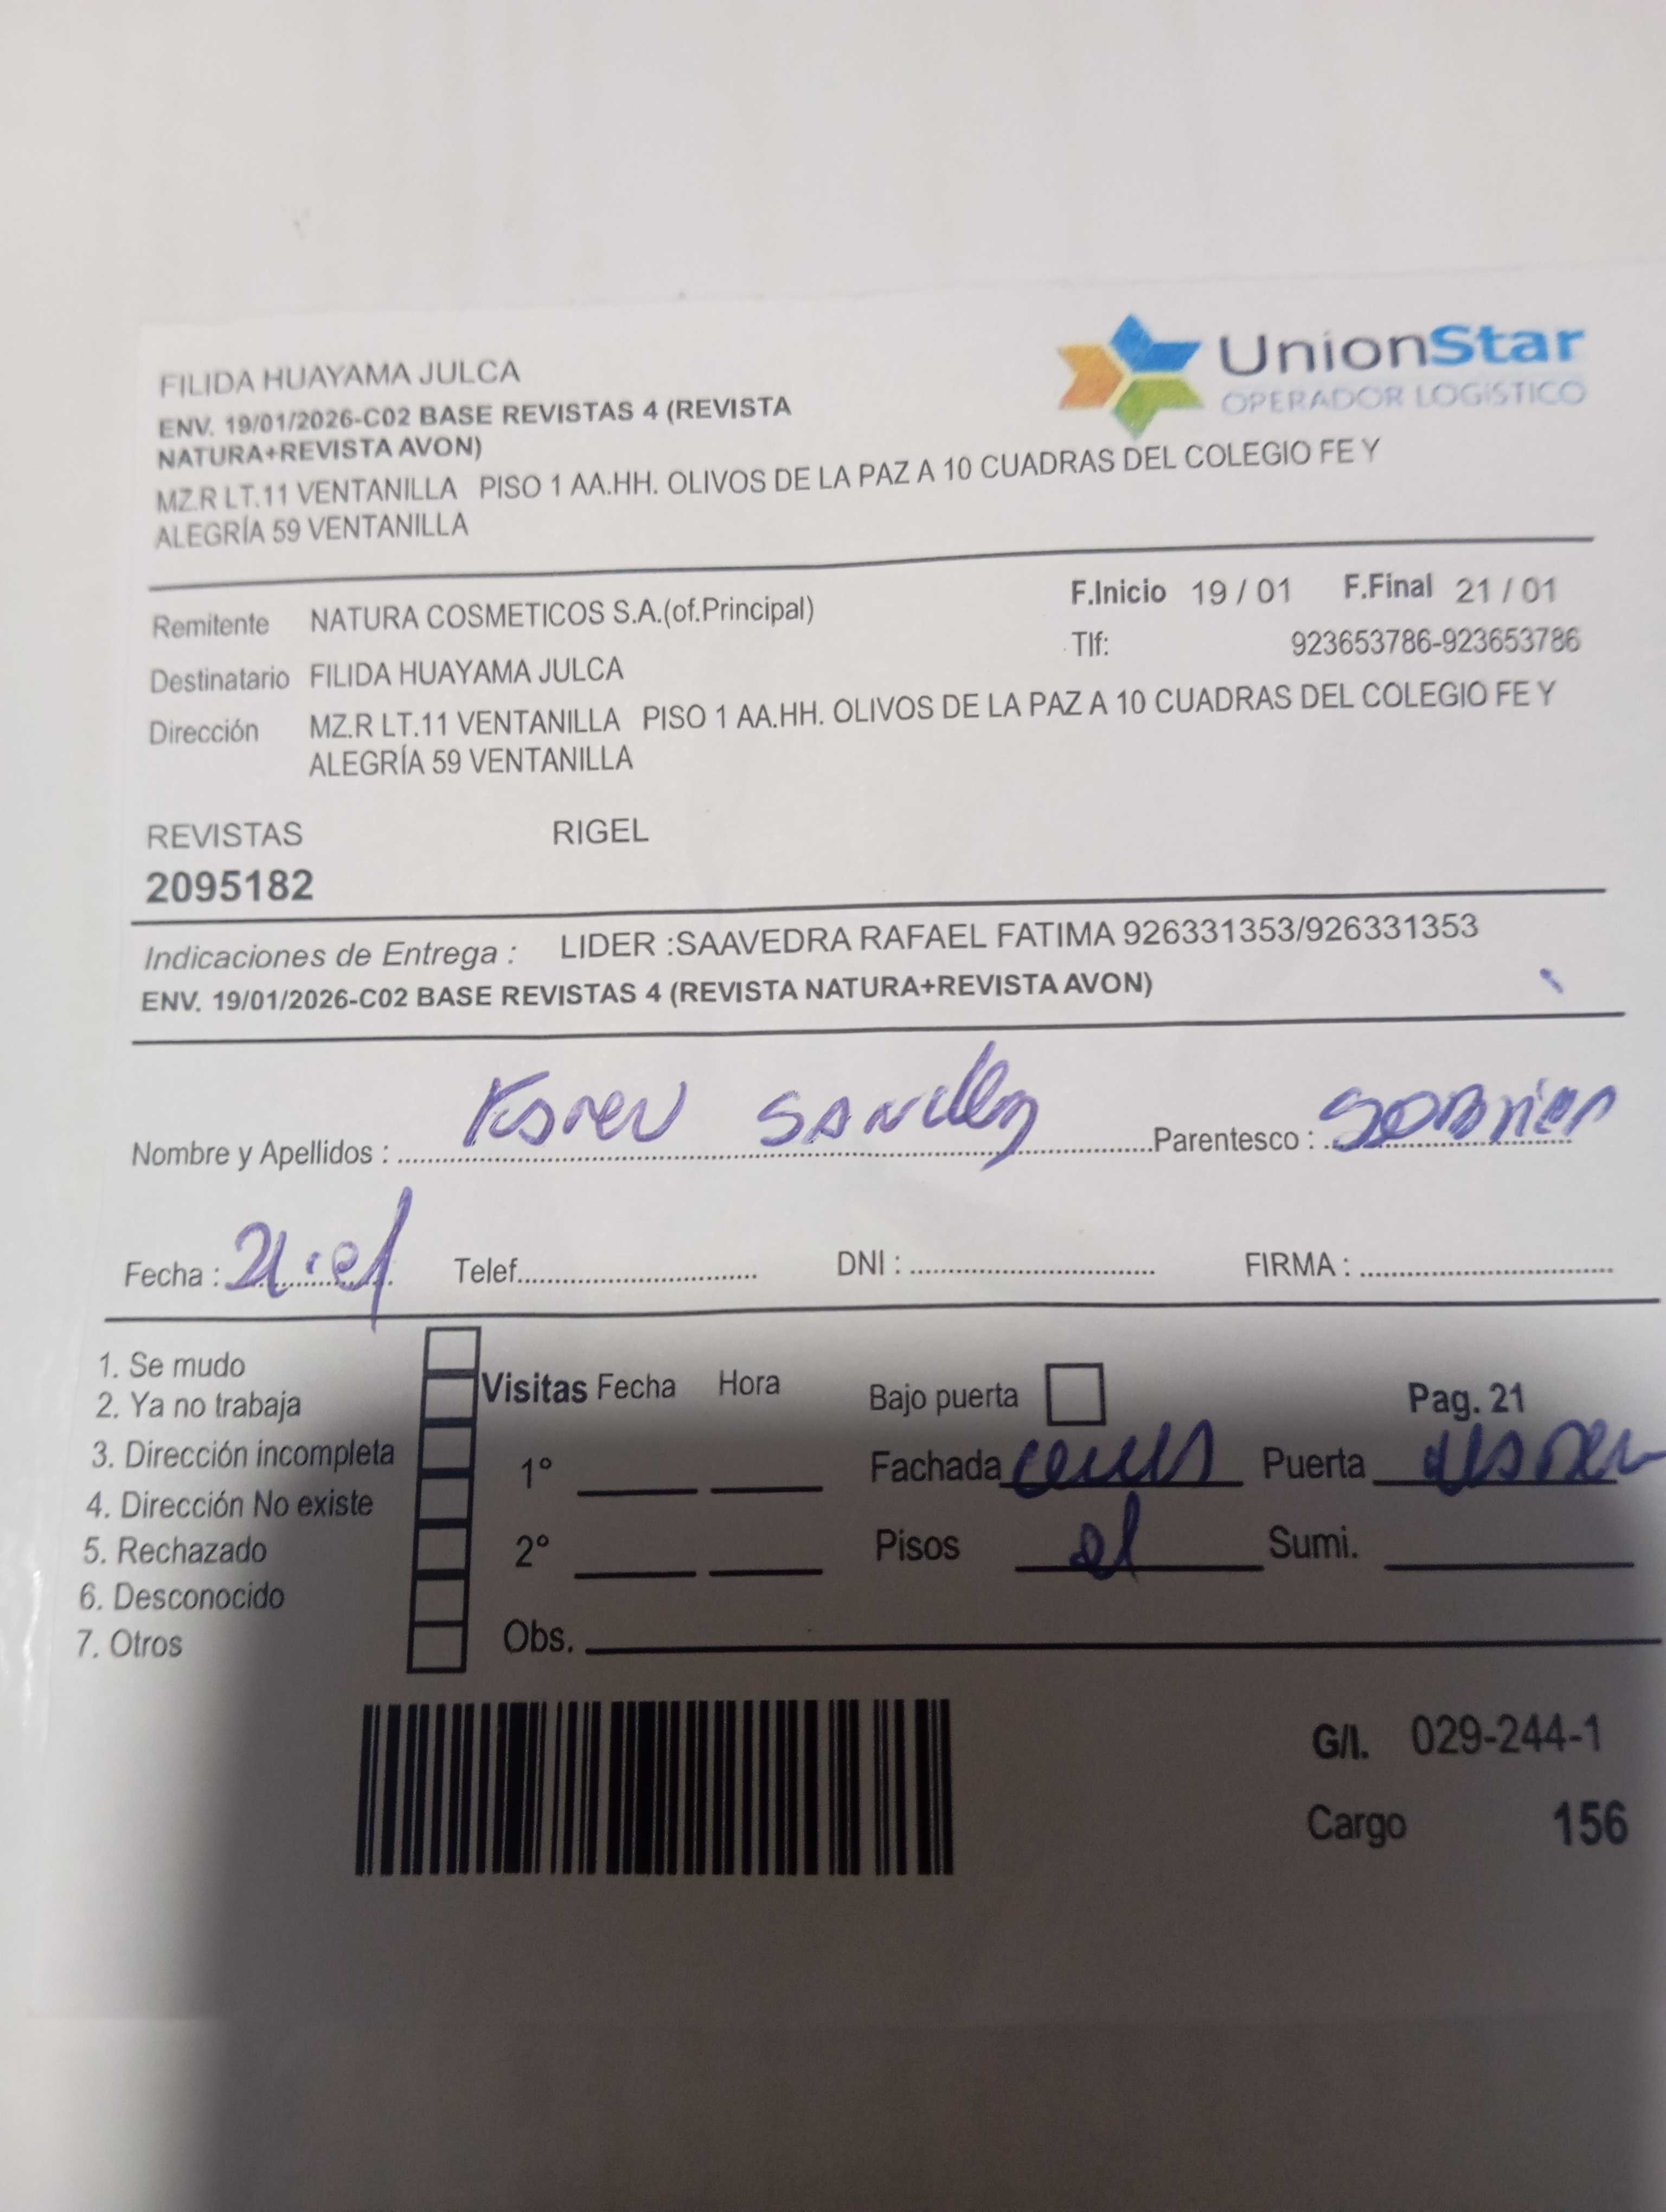 FILIDA HUAYAMA JULCA
ENV. 19/01/2026-C02 BASE REVISTAS 4 (REVISTA
NATURA+REVISTA AVON)
MZ.R LT.11 VENTANILLA PISO 1 AA.HH. OLIVOS DE LA PAZ A 10 CUADRAS DEL COLEGIO FE Y
ALEGRÍA 59 VENTANILLA
UnionStar
OPERADOR LOGÍSTICO
Remitente NATURA COSMETICOS S.A.(of.Principal) F.Inicio 19 / 01 F.Final 21 / 01
Tlf: 923653786-923653786
Destinatario FILIDA HUAYAMA JULCA
Dirección MZ.R LT.11 VENTANILLA PISO 1 AA.HH. OLIVOS DE LA PAZ A 10 CUADRAS DEL COLEGIO FE Y
ALEGRÍA 59 VENTANILLA
REVISTAS RIGEL
2095182
Indicaciones de Entrega : LIDER :SAAVEDRA RAFAEL FATIMA 926331353/926331353
ENV. 19/01/2026-C02 BASE REVISTAS 4 (REVISTA NATURA+REVISTA AVON)
Nombre y Apellidos : Karen Parentesco :
Fecha : Telef. DNI : FIRMA :
1. Se mudo
2. Ya no trabaja
3. Dirección incompleta
4. Dirección No existe
5. Rechazado
6. Desconocido
7. Otros
Visitas Fecha Hora
1°
2°
Obs.
Bajo puerta Pag. 21
Fachada Puerta
Pisos Sumi.
G/I. 029-244-1
Cargo 156